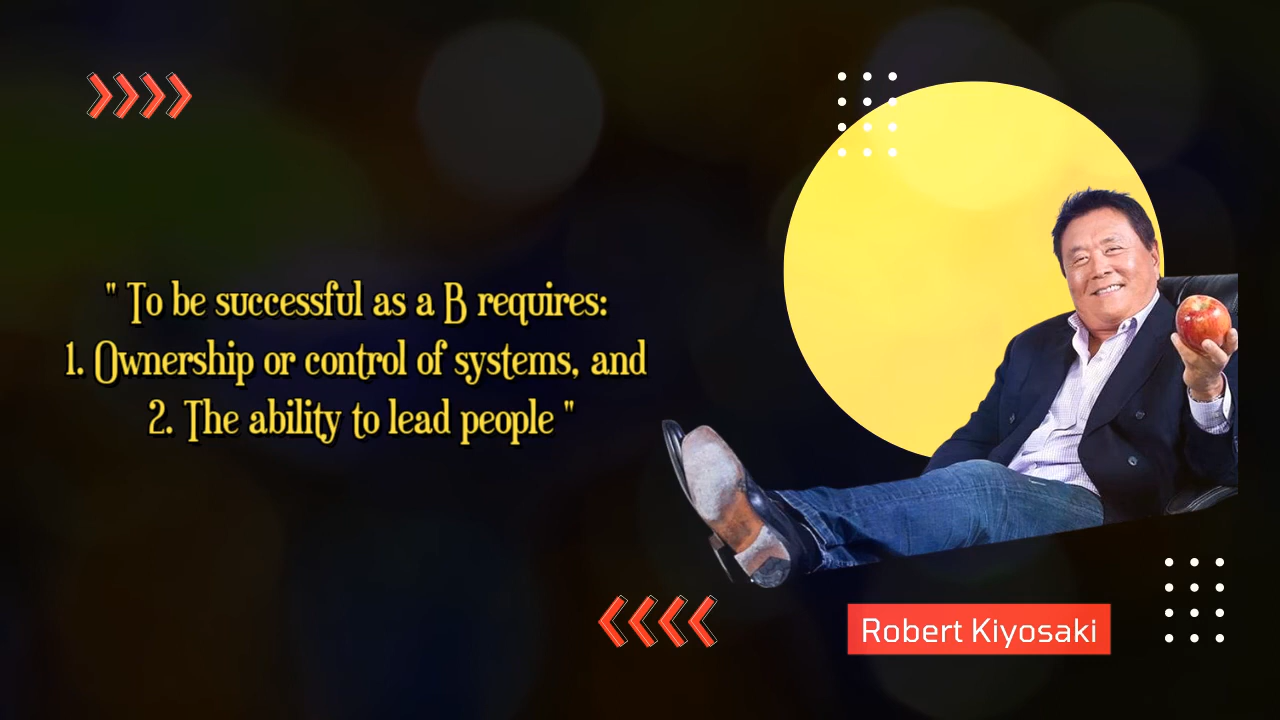 " To be successful as a B requires:
1. Ownership or control of systems, and
2. The ability to lead people "
Robert Kiyosaki